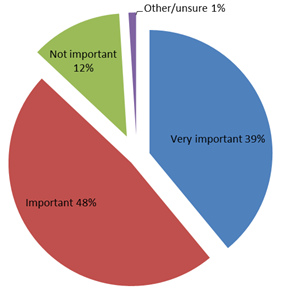 Other/unsure 1%
Not important
12%
Very important 39%
Important 48%